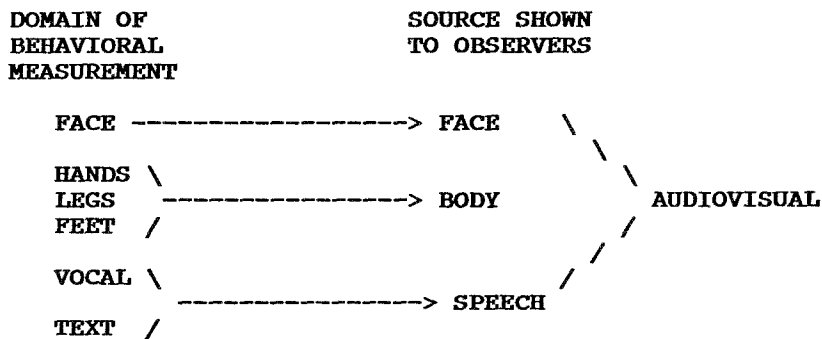 DOMAIN OF SOURCE SHOWN
BEHAVIORAL TO OBSERVERS
MEASUREMENT
FACE -------------------> FACE \
\
HANDS \ \
LEGS -----------------> BODY AUDIOVISUAL
FEET / /
/
VOCAL \ /
-----------------> SPEECH
TEXT /